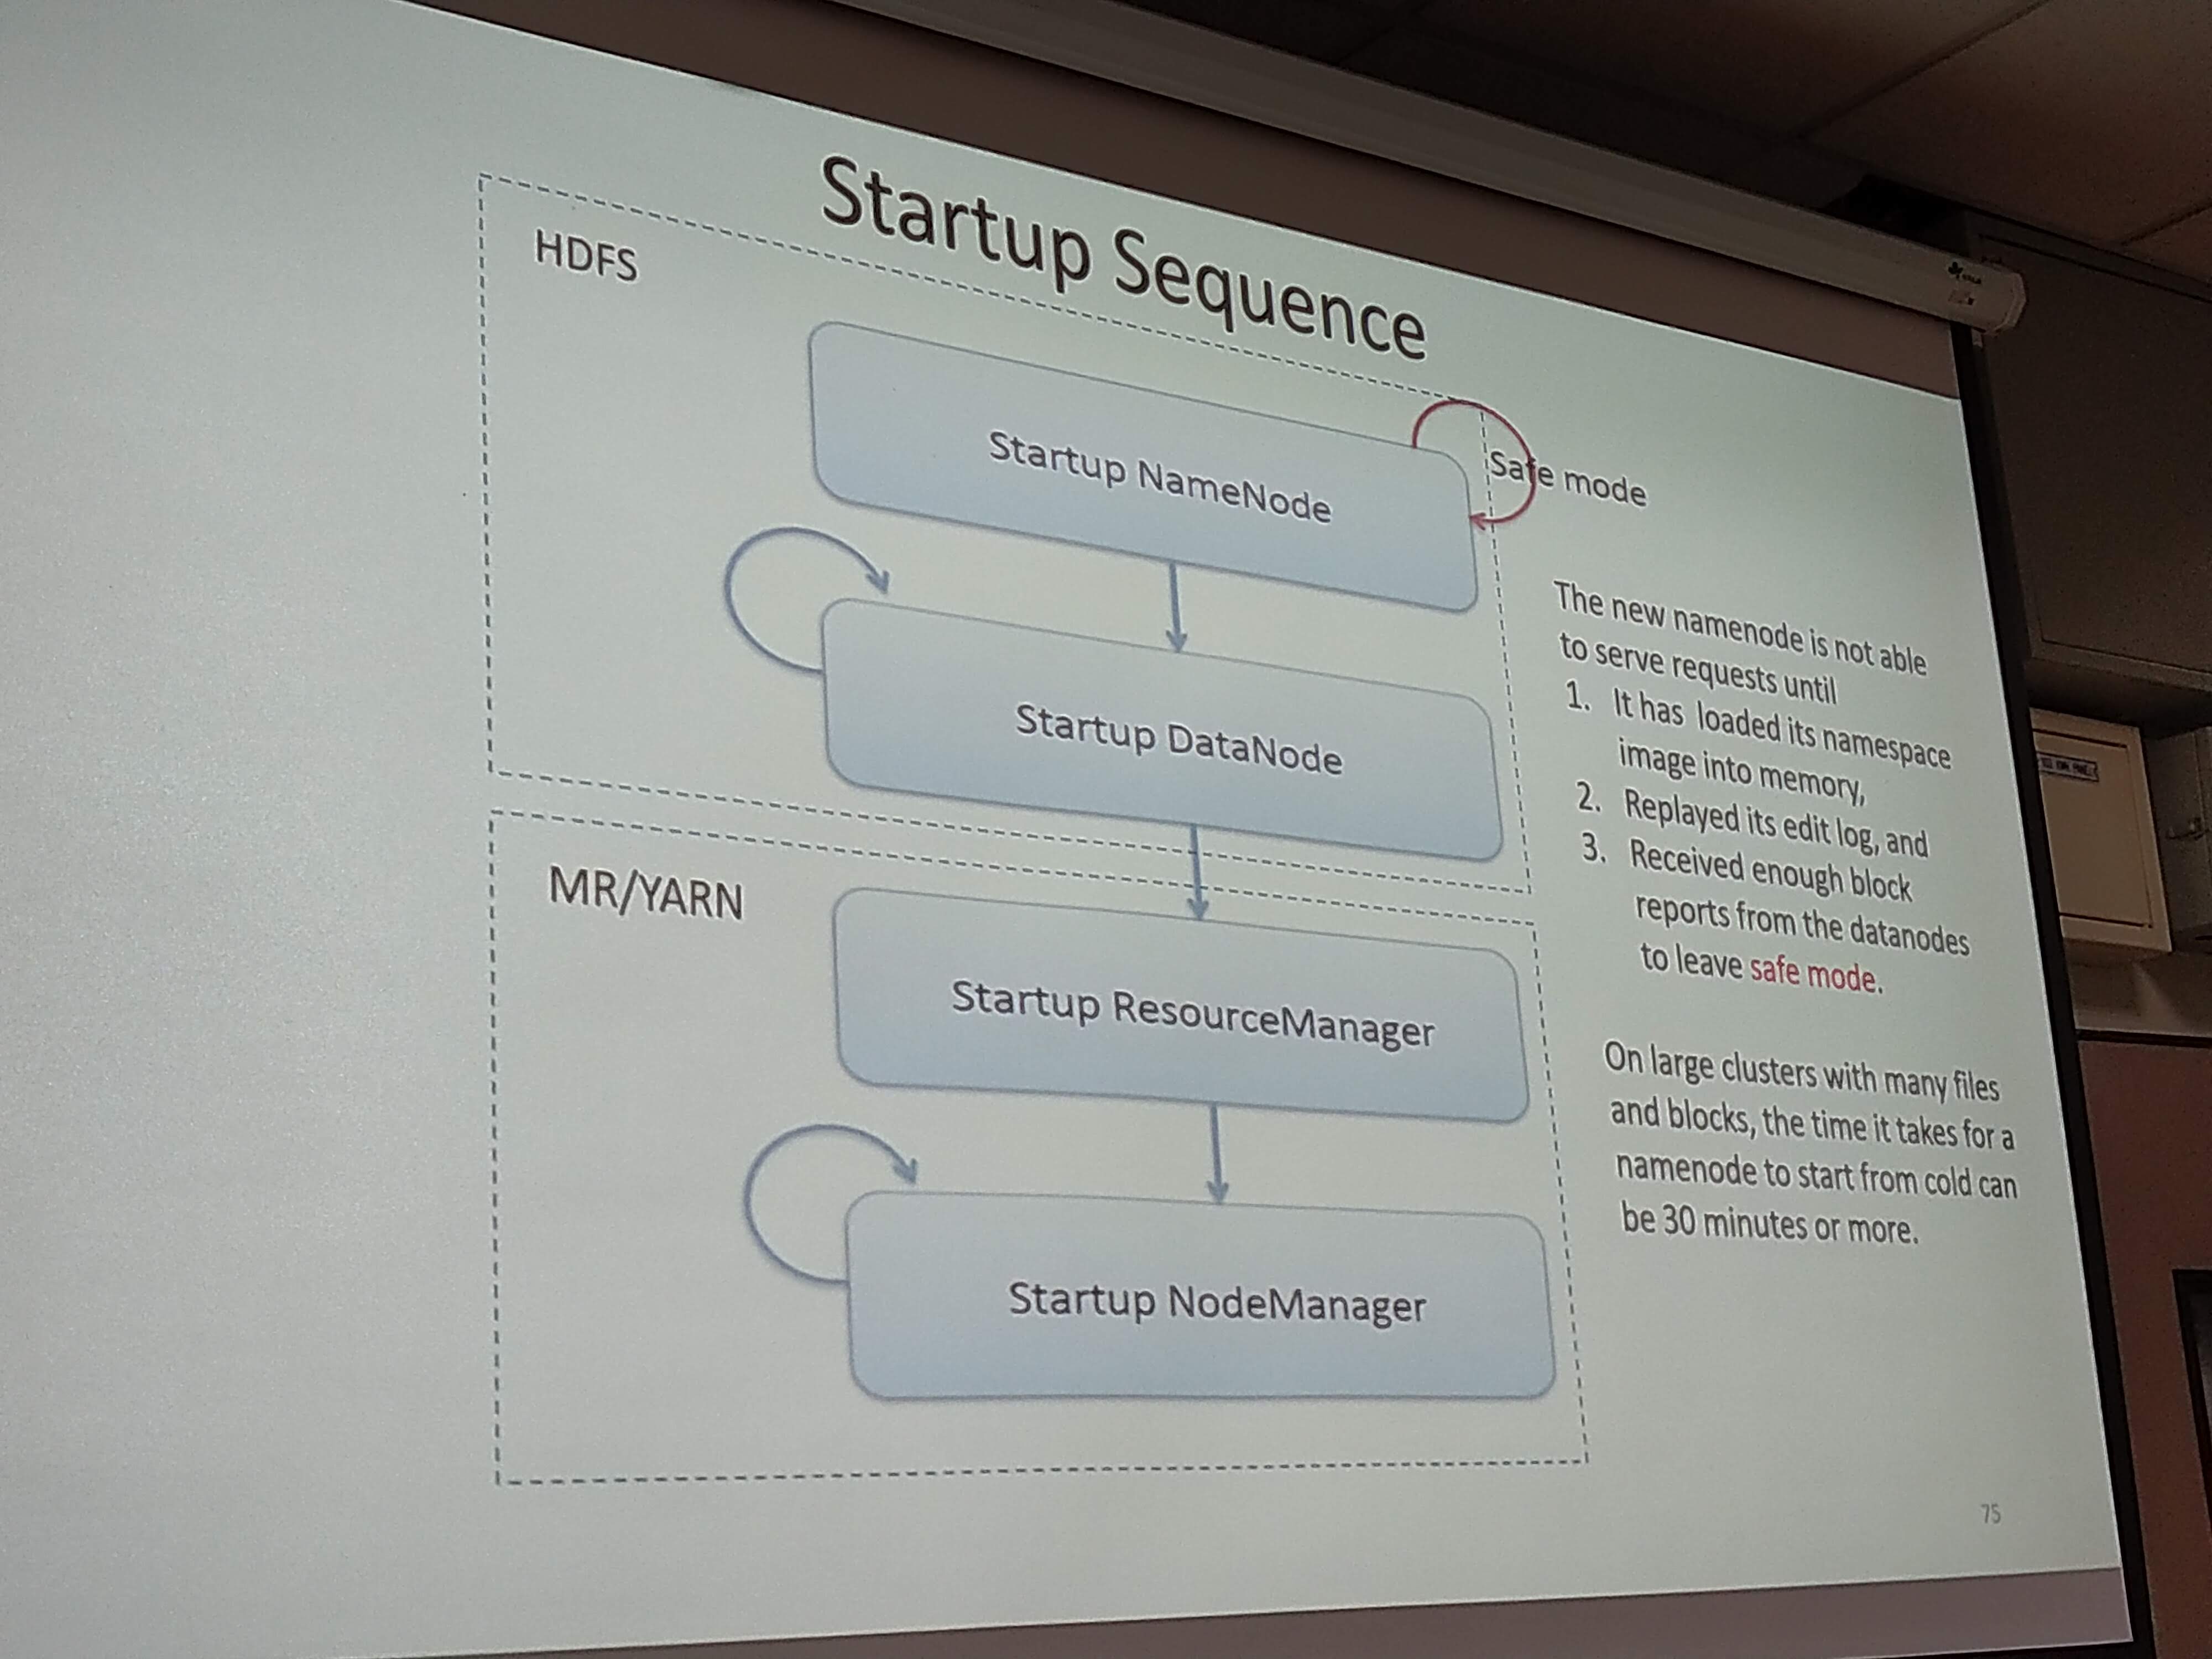 Startup Sequence
HDFS
Startup NameNode
Safe mode
Startup DataNode
MR/YARN
Startup ResourceManager
Startup NodeManager
The new namenode is not able
to serve requests until
1. It has loaded its namespace
image into memory,
2. Replayed its edit log, and
3. Received enough block
reports from the datanodes
to leave safe mode.
On large clusters with many files
and blocks, the time it takes for a
namenode to start from cold can
be 30 minutes or more.
75